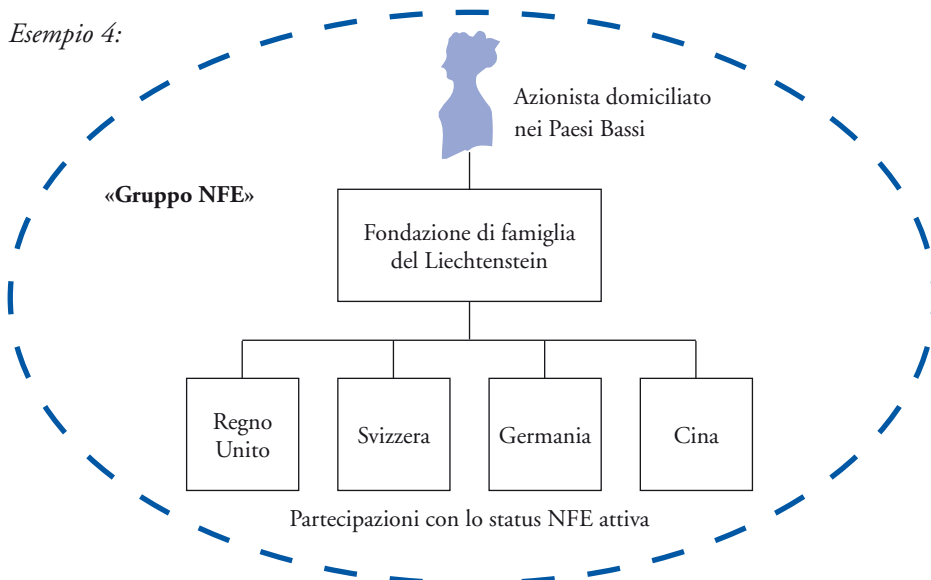 Esempio 4:
Azionista domiciliato
nei Paesi Bassi
«Gruppo NFE»
Fondazione di famiglia
del Liechtenstein
Regno
Unito
Svizzera
Germania
Cina
Partecipazioni con lo status NFE attiva